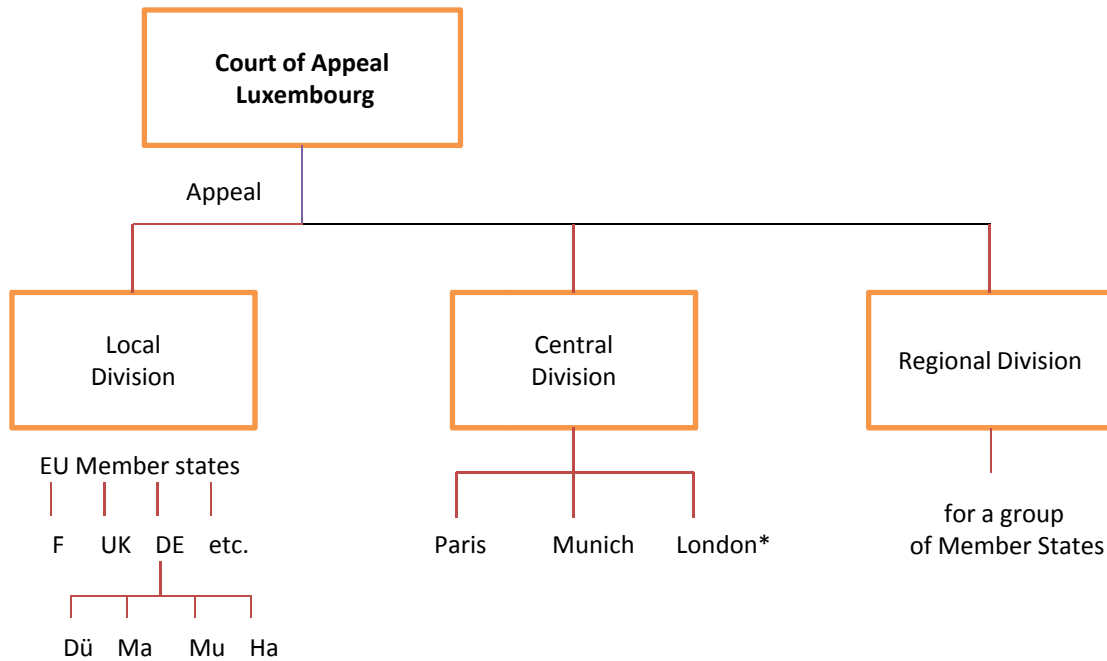 Court of Appeal
Luxembourg
Appeal
Local
Division
Central
Division
Regional Division
EU Member states
F UK DE etc.
Paris Munich London*
for a group
of Member States
Dü Ma Mu Ha